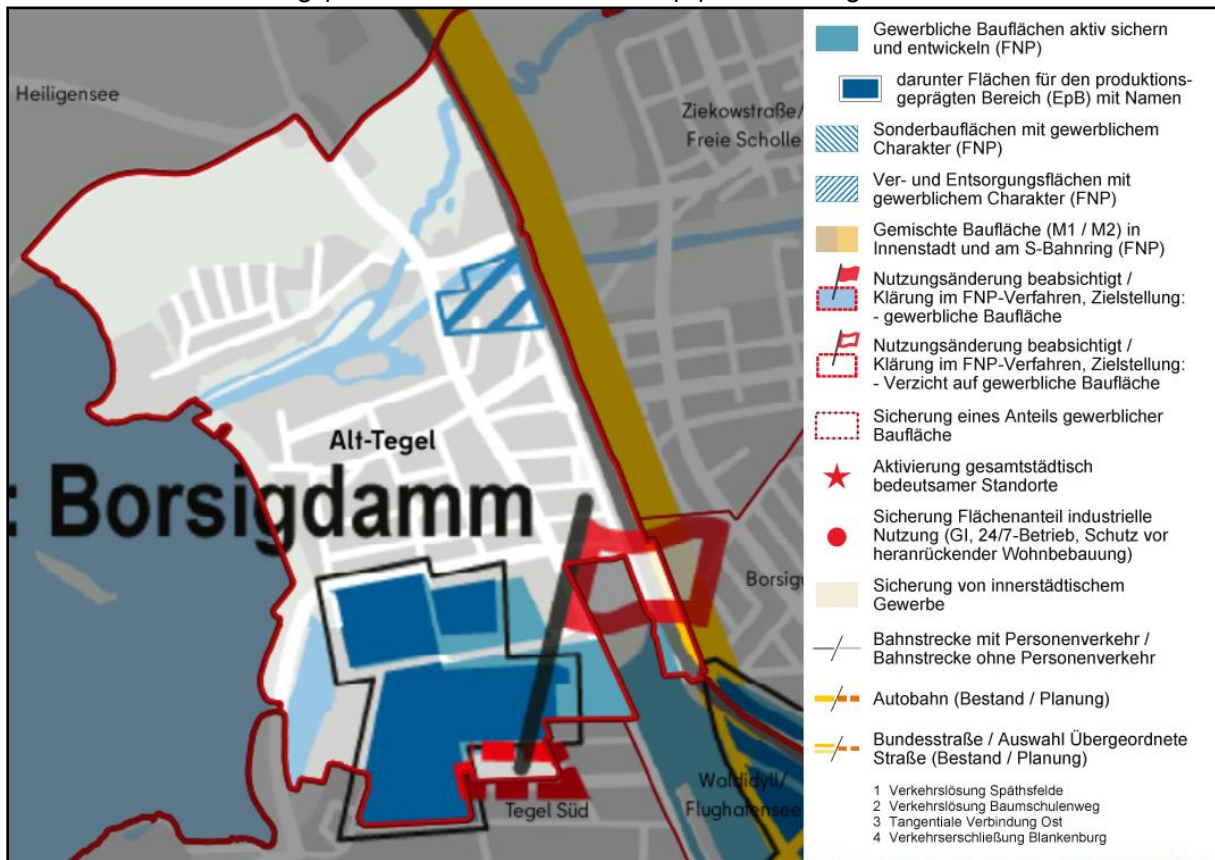 Heiligensee
Ziekowstraße/
Freie Scholle
Alt-Tegel
: Borsigdamm
Tegel Süd
Waldidyll/
Flughafensee
Gewerbliche Bauflächen aktiv sichern
und entwickeln (FNP)
darunter Flächen für den produktions-
geprägten Bereich (EpB) mit Namen
Sonderbauflächen mit gewerblichem
Charakter (FNP)
Ver- und Entsorgungsflächen mit
gewerblichem Charakter (FNP)
Gemischte Baufläche (M1 / M2) in
Innenstadt und am S-Bahnring (FNP)
Nutzungsänderung beabsichtigt /
Klärung im FNP-Verfahren, Zielstellung:
- gewerbliche Baufläche
Nutzungsänderung beabsichtigt /
Klärung im FNP-Verfahren, Zielstellung:
- Verzicht auf gewerbliche Baufläche
Sicherung eines Anteils gewerblicher
Baufläche
Aktivierung gesamtstädtisch
bedeutsamer Standorte
Sicherung Flächenanteil industrielle
Nutzung (GI, 24/7-Betrieb, Schutz vor
heranrückender Wohnbebauung)
Sicherung von innerstädtischem
Gewerbe
Bahnstrecke mit Personenverkehr /
Bahnstrecke ohne Personenverkehr
Autobahn (Bestand / Planung)
Bundesstraße / Auswahl Übergeordnete
Straße (Bestand / Planung)
1 Verkehrslösung Späthsfelde
2 Verkehrslösung Baumschulenweg
3 Tangentiale Verbindung Ost
4 Verkehrserschließung Blankenburg